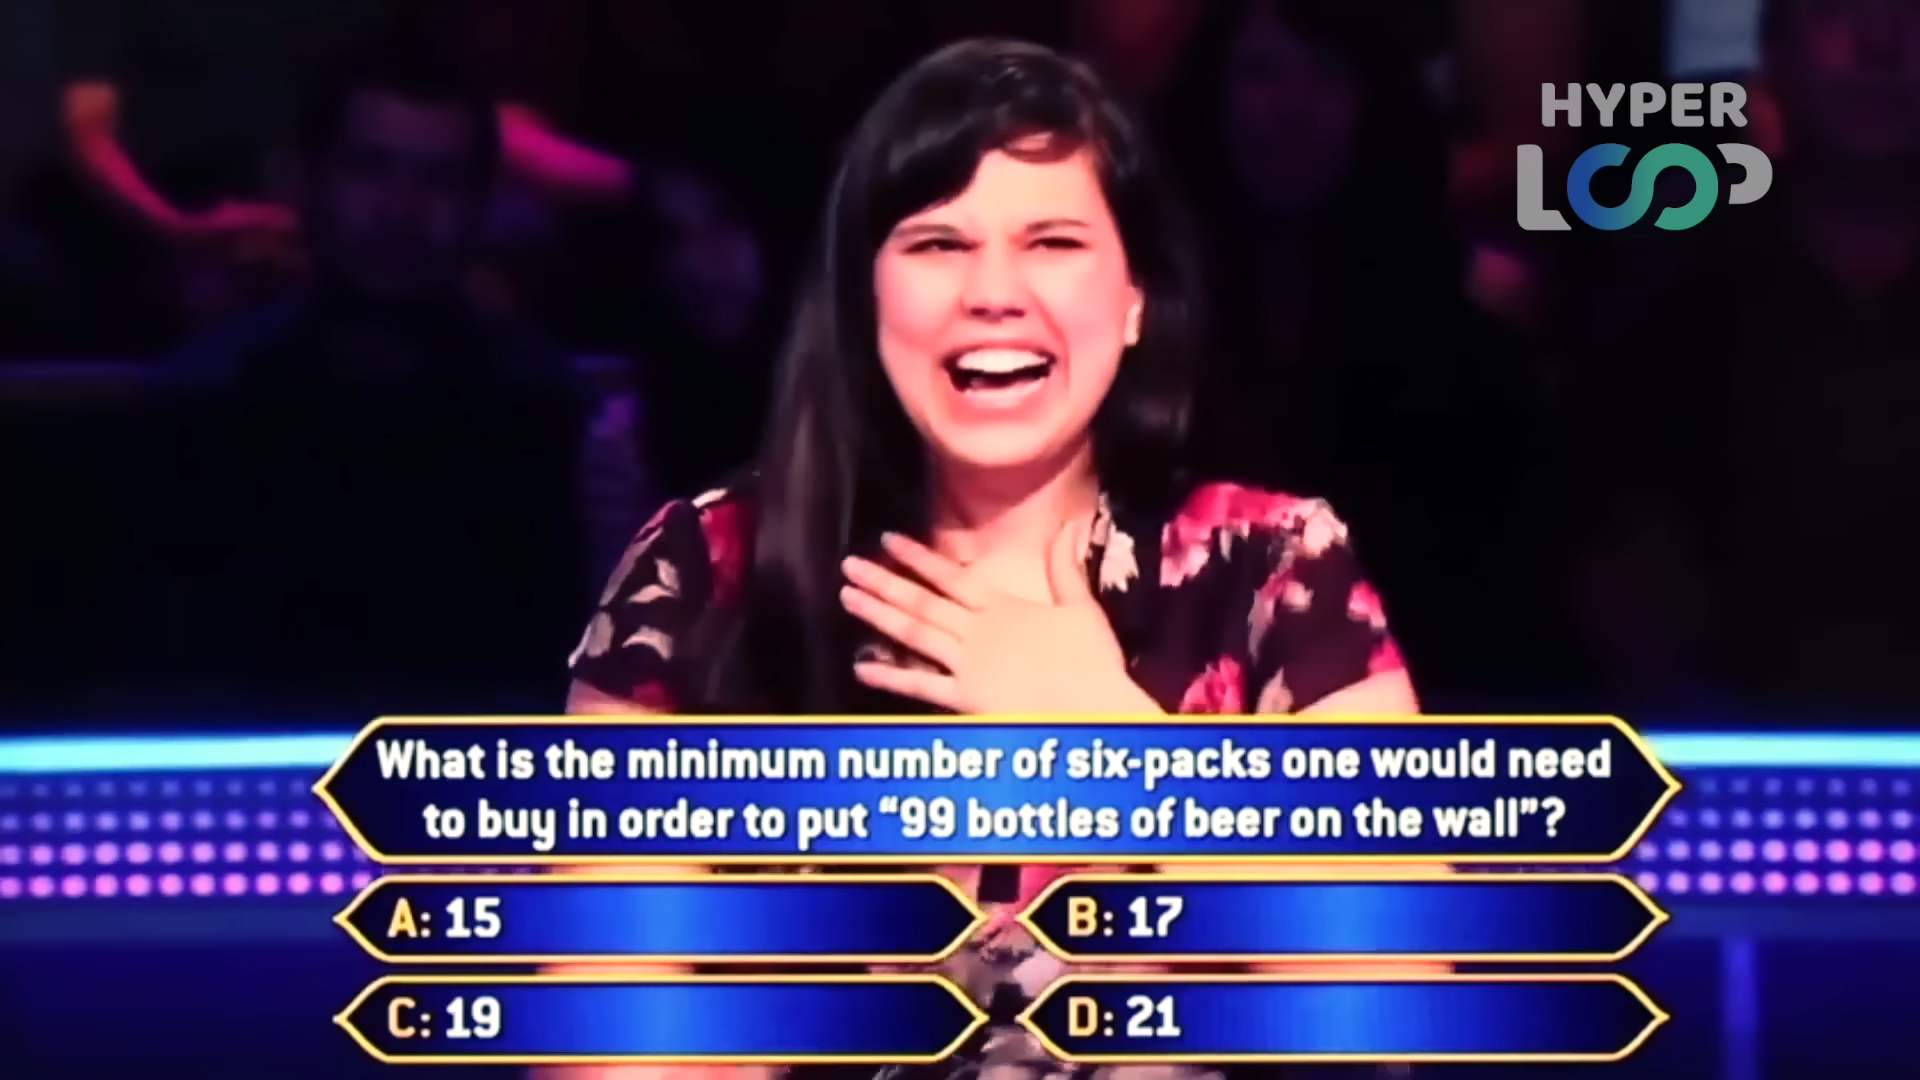 HYPER
LOOP
What is the minimum number of six-packs one would need
to buy in order to put “99 bottles of beer on the wall”?
A: 15
B: 17
C: 19
D: 21